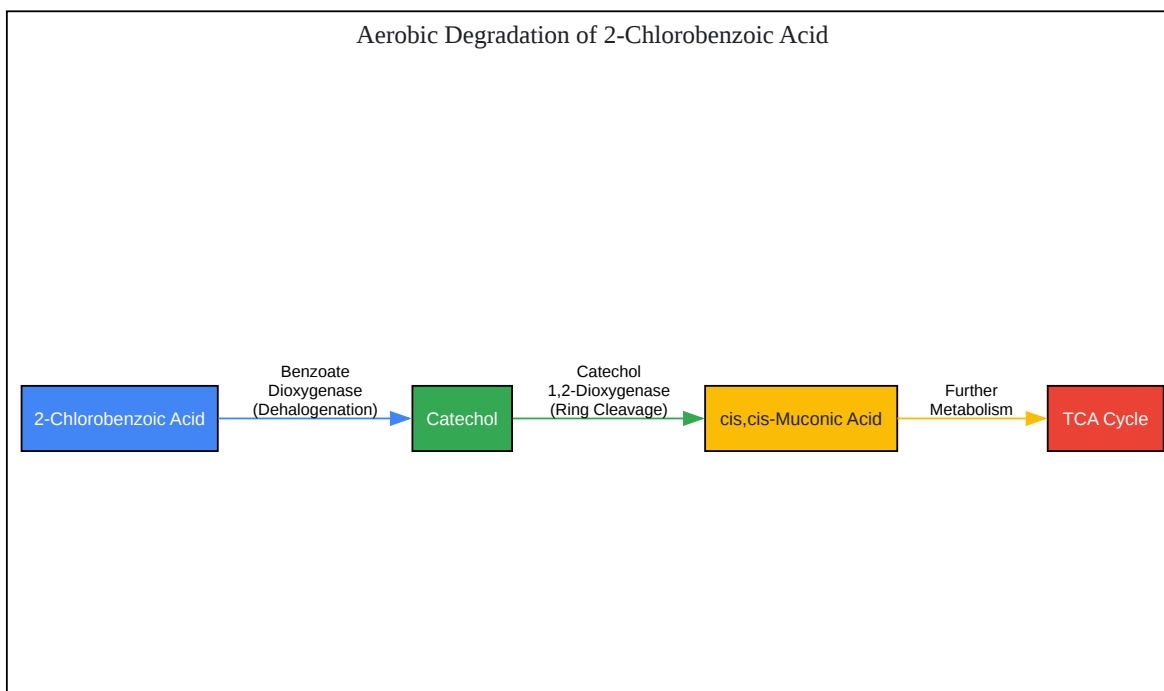 Aerobic Degradation of 2-Chlorobenzoic Acid
2-Chlorobenzoic Acid
Benzoate
Dioxygenase
(Dehalogenation)
Catechol
Catechol
1,2-Dioxygenase
(Ring Cleavage)
cis,cis-Muconic Acid
Further
Metabolism
TCA Cycle